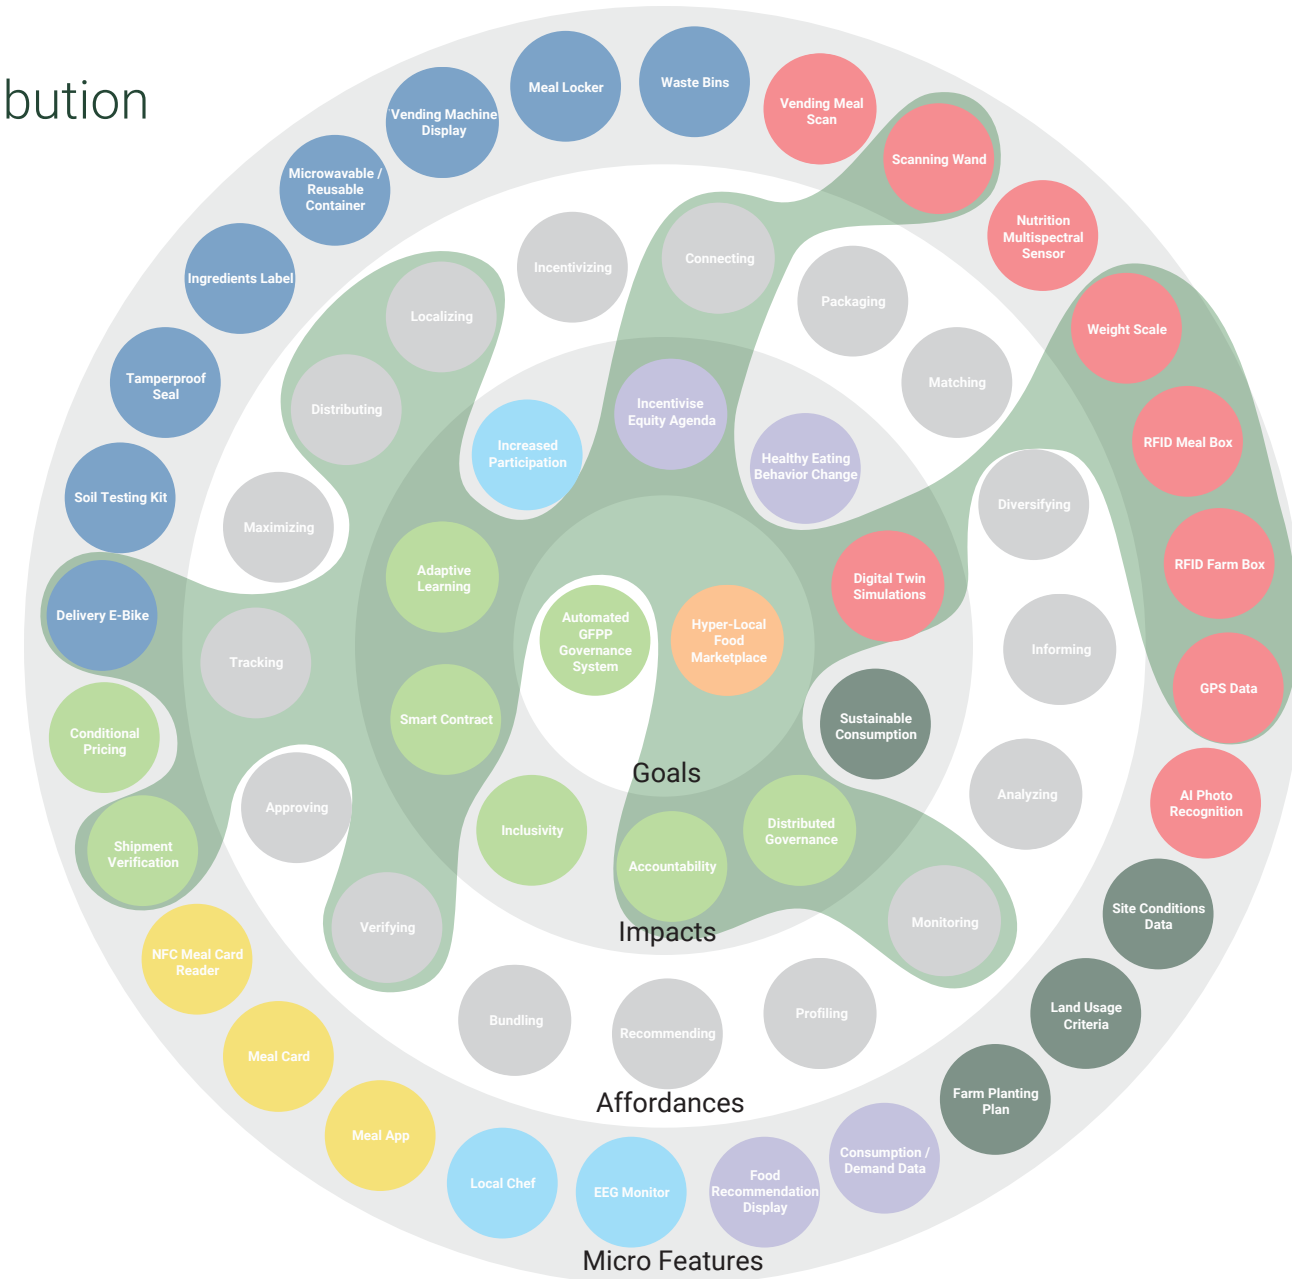 bution
Meal Locker
Waste Bins
Vending Machine
Display
Vending Meal
Scan
Scanning Wand
Microwavable /
Reusable
Container
Nutrition
Multispectral
Sensor
Ingredients Label
Incentivizing
Connecting
Packaging
Localizing
Weight Scale
Tamperproof
Seal
Distributing
Matching
Incentivise
Equity Agenda
Increased
Participation
Healthy Eating
Behavior Change
RFID Meal Box
Soil Testing Kit
Maximizing
Diversifying
Adaptive
Learning
Digital Twin
Simulations
RFID Farm Box
Delivery E-Bike
Automated
GFPP
Governance
System
Hyper-Local
Food
Marketplace
Tracking
Informing
Smart Contract
Sustainable
Consumption
GPS Data
Conditional
Pricing
Goals
Approving
Analyzing
AI Photo
Recognition
Shipment
Verification
Inclusivity
Distributed
Governance
Accountability
Verifying
Impacts
Monitoring
Site Conditions
Data
NFC Meal Card
Reader
Bundling
Recommending
Profiling
Land Usage
Criteria
Meal Card
Affordances
Farm Planting
Plan
Meal App
Local Chef
EEG Monitor
Food
Recommendation
Display
Consumption /
Demand Data
Micro Features